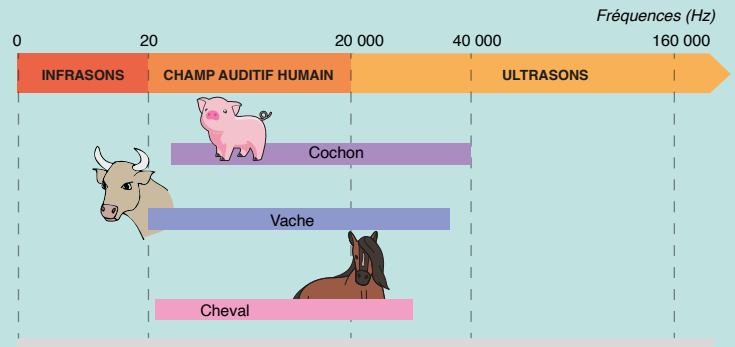 Fréquences (Hz)
0 20 20 000 40 000 160 000
INFRASONS CHAMP AUDITIF HUMAIN ULTRASONS
Cochon
Vache
Cheval